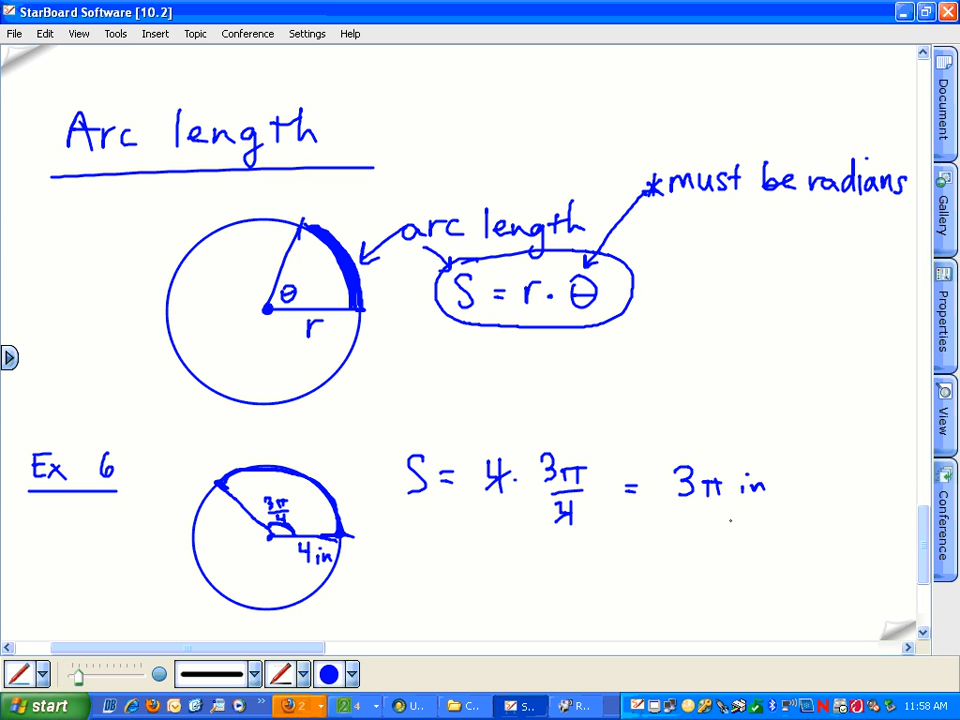 StarBoard Software [10.2]
File Edit View Tools Insert Topic Conference Settings Help
Arc length
*must be radians
arc length
S = r · θ
θ
r
Ex 6
S = 4 · 3π/4 = 3π in
3π/4
4 in
Document
Gallery
Properties
View
Conference
start
2
4
U...
C...
S...
R...
11:58 AM